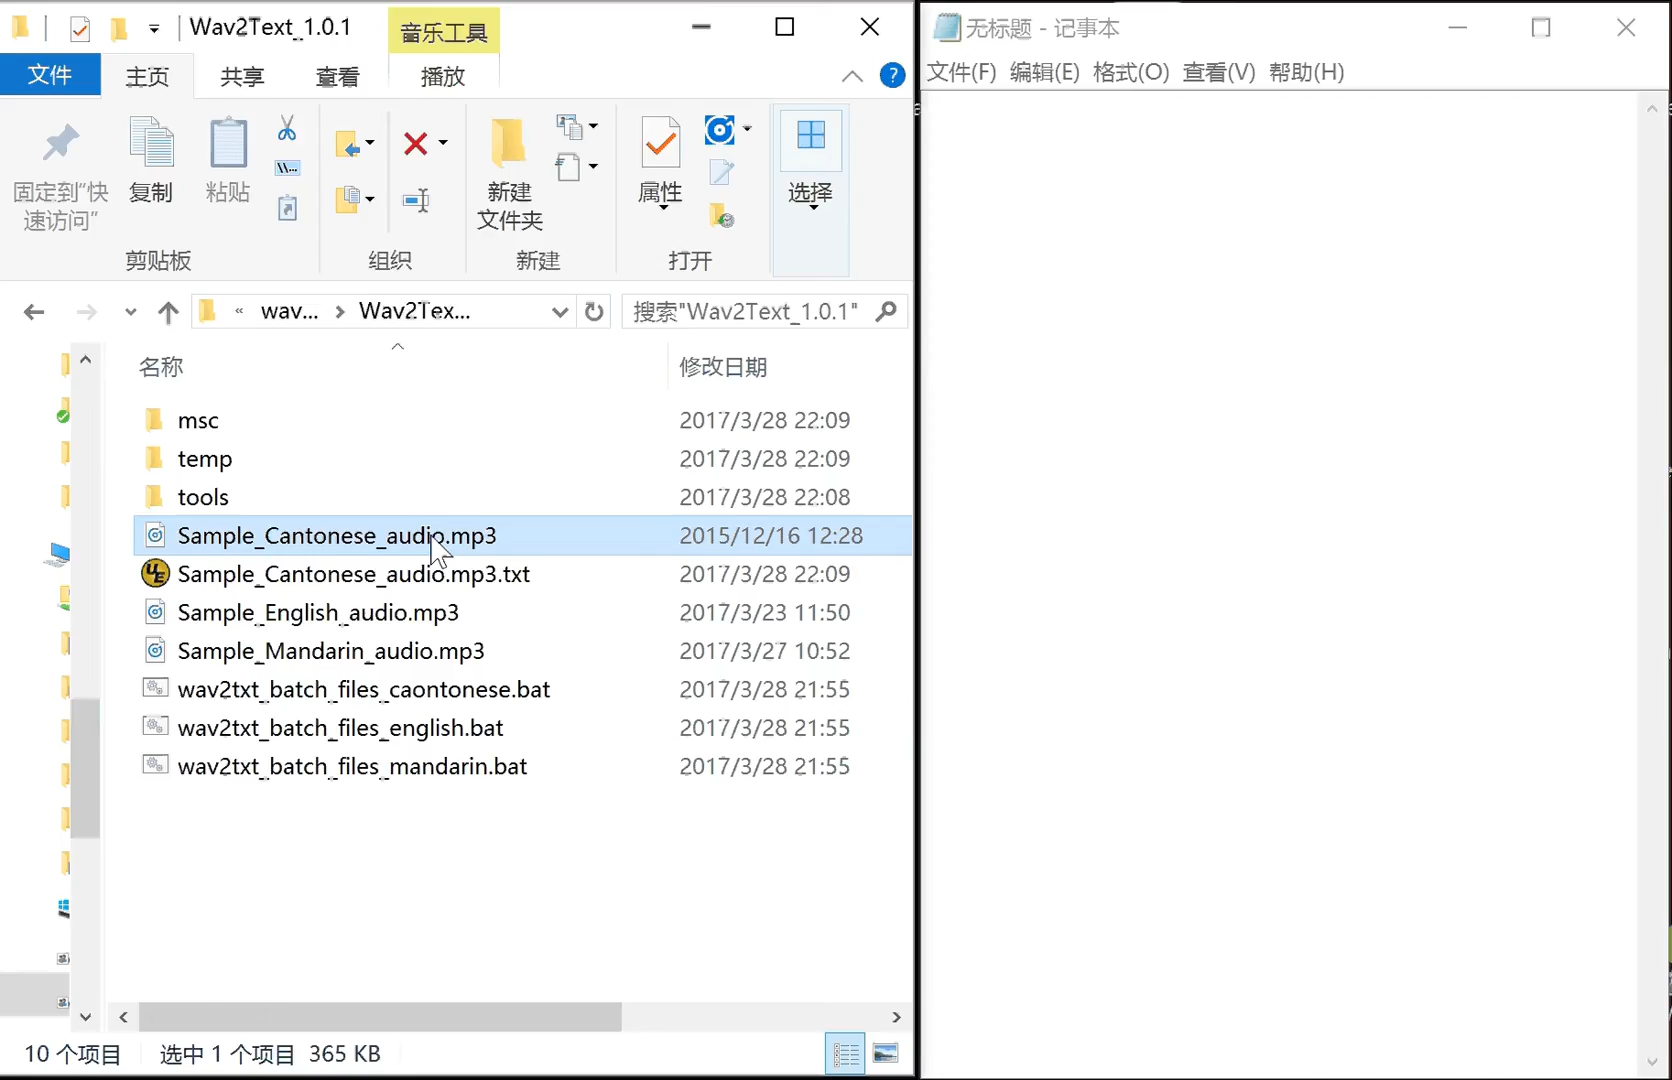 Wav2Text_1.0.1
音乐工具
文件
主页
共享
查看
播放
固定到"快
速访问"
复制
粘贴
剪贴板
组织
新建
文件夹
新建
属性
打开
选择
« wav... > Wav2Tex...
搜索"Wav2Text_1.0.1"
名称
修改日期
msc 2017/3/28 22:09
temp 2017/3/28 22:09
tools 2017/3/28 22:08
Sample_Cantonese_audio.mp3 2015/12/16 12:28
Sample_Cantonese_audio.mp3.txt 2017/3/28 22:09
Sample_English_audio.mp3 2017/3/23 11:50
Sample_Mandarin_audio.mp3 2017/3/27 10:52
wav2txt_batch_files_caontonese.bat 2017/3/28 21:55
wav2txt_batch_files_english.bat 2017/3/28 21:55
wav2txt_batch_files_mandarin.bat 2017/3/28 21:55
10 个项目 选中 1 个项目 365 KB
无标题 - 记事本
文件(F) 编辑(E) 格式(O) 查看(V) 帮助(H)